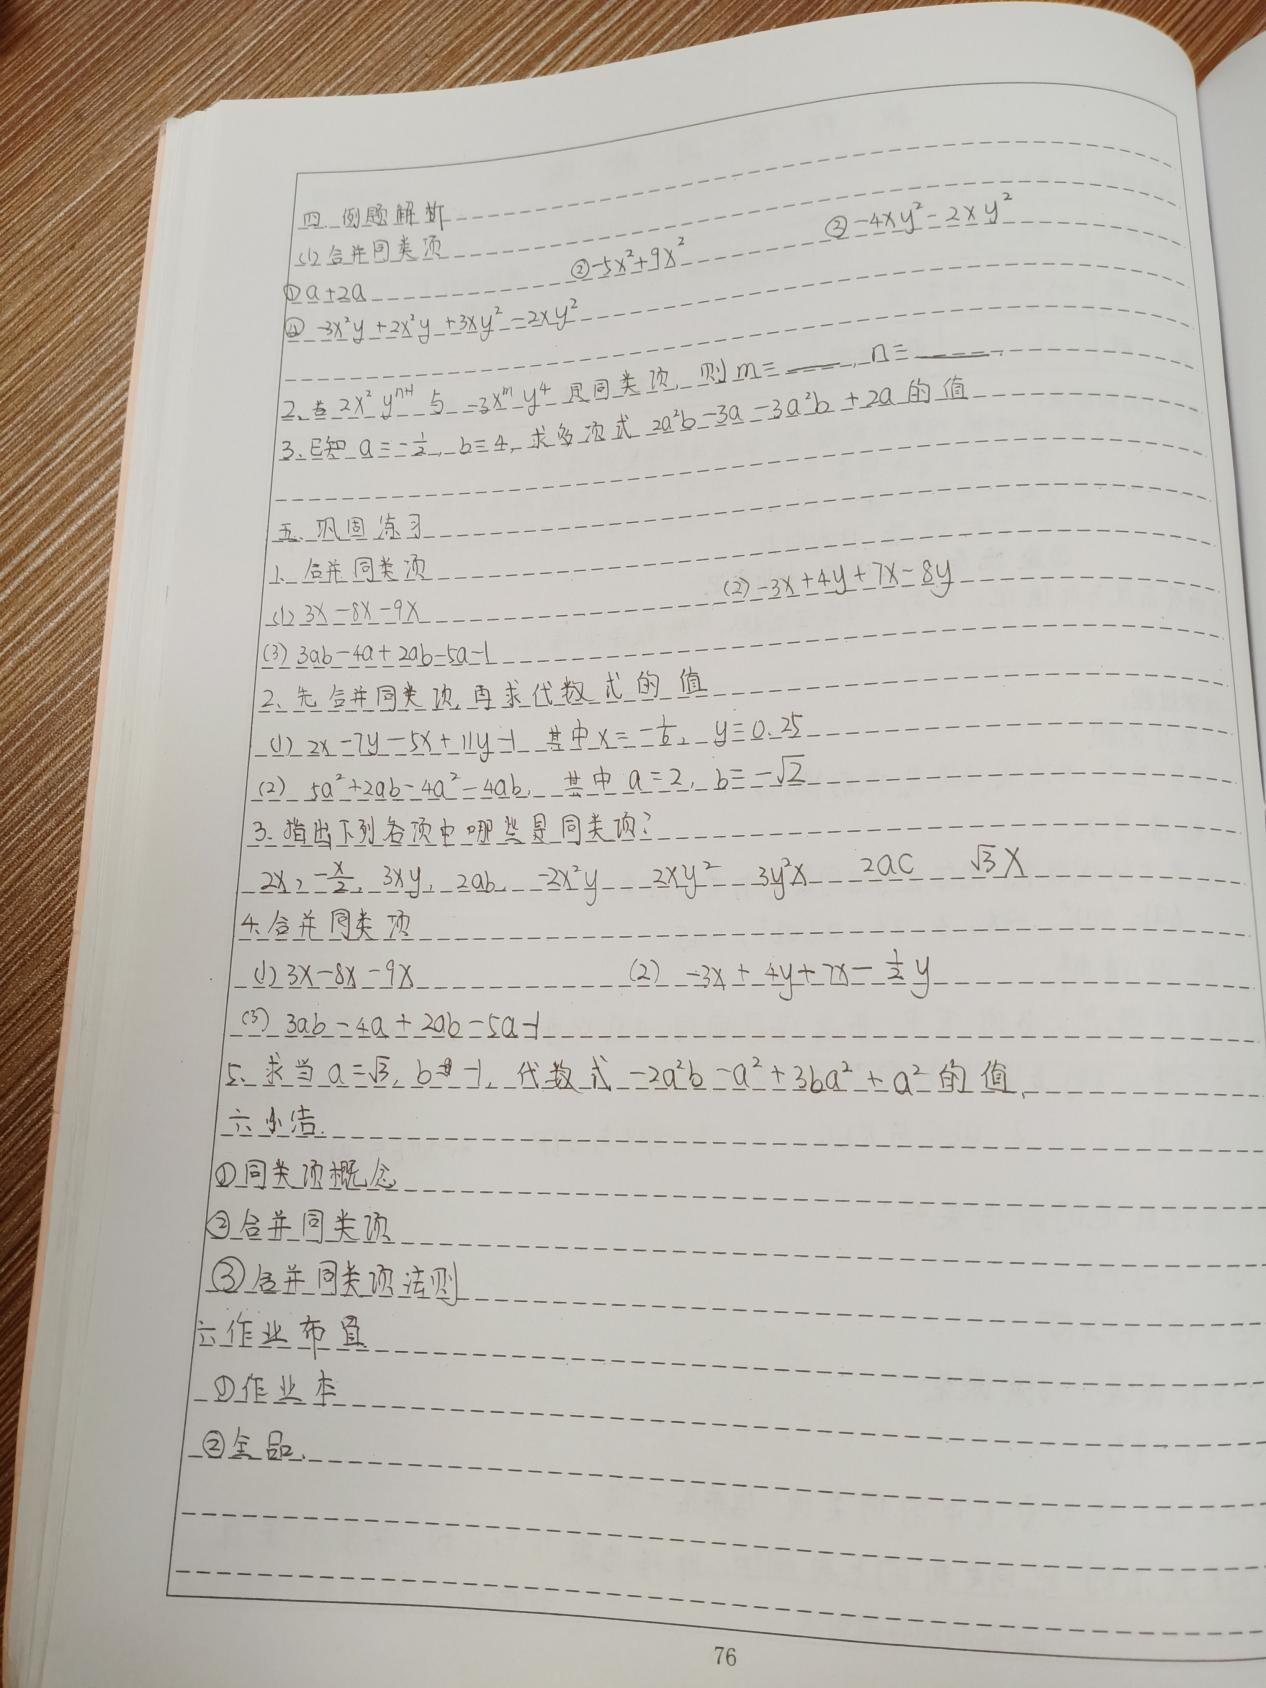 四、例题解析
(1)合并同类项
①a+2a ②-5x²+9x² ③-4xy²-2xy²
④-3x²y+2x²y+3xy²-2xy²
2、当2x²yⁿ⁺¹与-3xᵐy⁴是同类项,则m=____,n=____.
3、已知a=-1/2,b=4,求多项式2a²b-3a-3a²b+2a的值
五、巩固练习
1、合并同类项
(1)3x-8x-9x (2)-3x+4y+7x-8y
(3)3ab-4a+2ab-5a-1
2、先合并同类项,再求代数式的值
(1)2x-7y-5x+11y-1 其中x=-1/6,y=0.25
(2)5a²+2ab-4a²-4ab,其中a=2,b=-√2
3.指出下列各项中哪些是同类项?
2x,-x/2,3xy,2ab,-2x²y 2xy² 3y²x 2ac √3x
4、合并同类项
(1)3x-8x-9x (2)-3x+4y+7x-1/2y
(3)3ab-4a+2ab-5a-1
5、求当a=√3,b=-1,代数式-2a²b-a²+3ba²+a²的值、
六小结.
①同类项概念
②合并同类项
③合并同类项法则
六作业布置
①作业本
②全品、
76